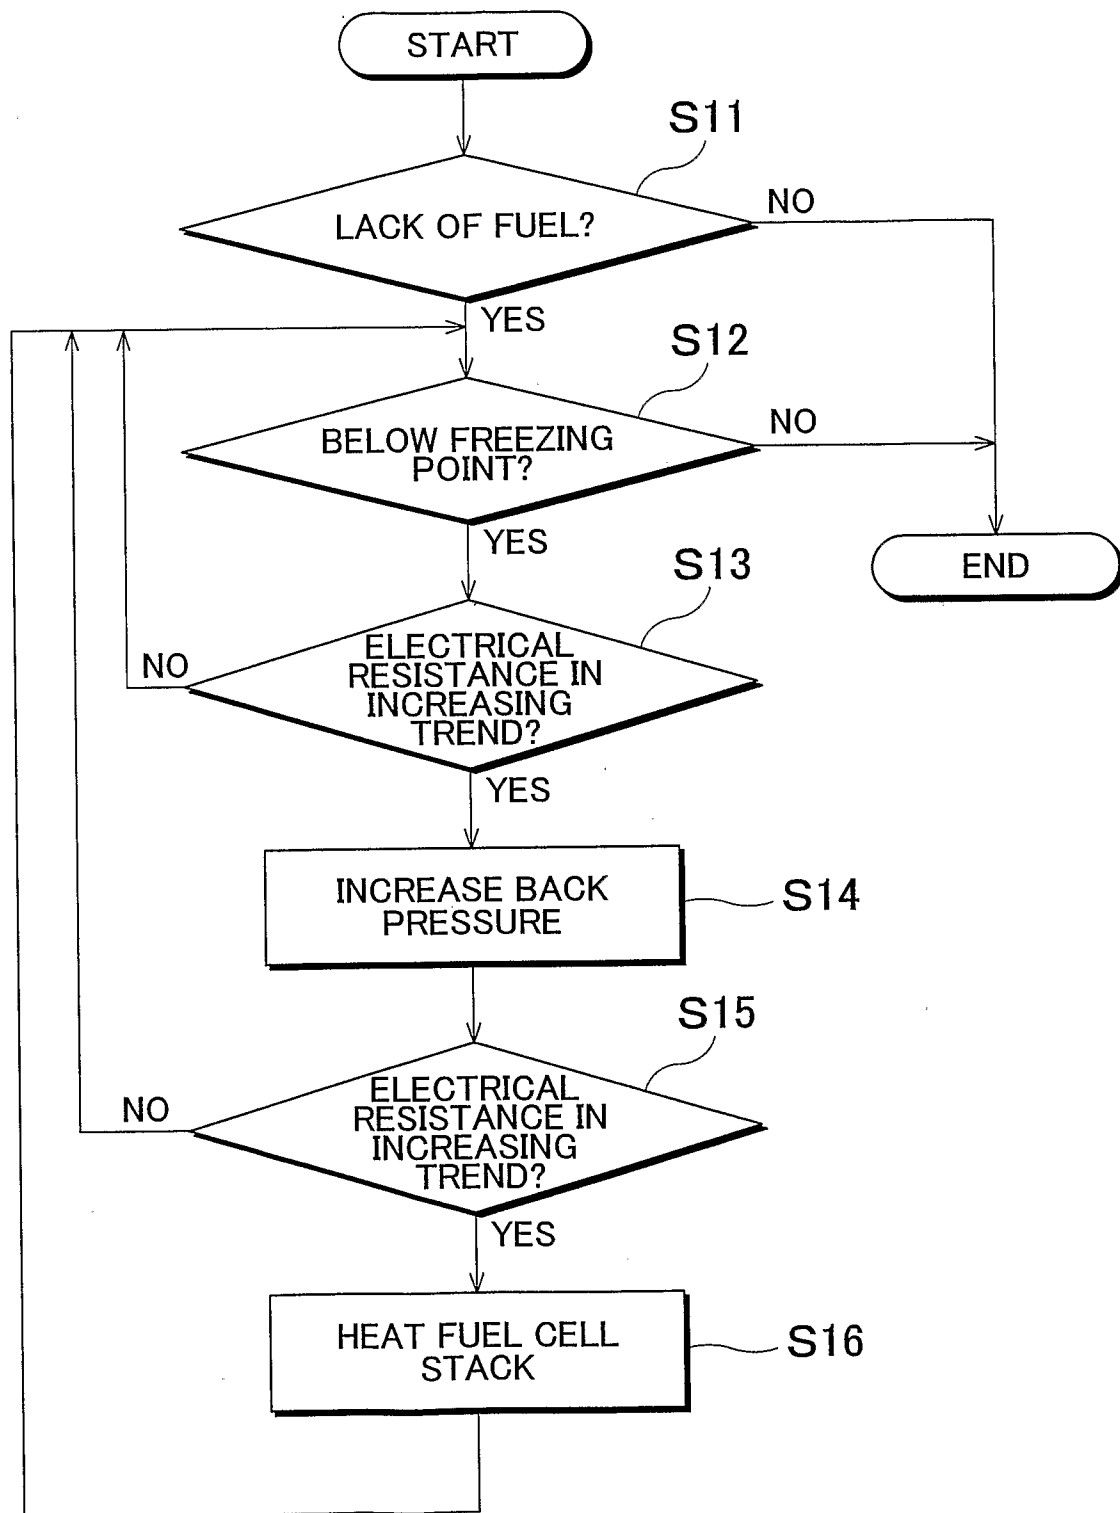 START
S11
LACK OF FUEL?
NO
YES
S12
BELOW FREEZING
POINT?
NO
YES
END
S13
ELECTRICAL
RESISTANCE IN
INCREASING
TREND?
NO
YES
INCREASE BACK
PRESSURE
S14
S15
ELECTRICAL
RESISTANCE IN
INCREASING
TREND?
NO
YES
HEAT FUEL CELL
STACK
S16